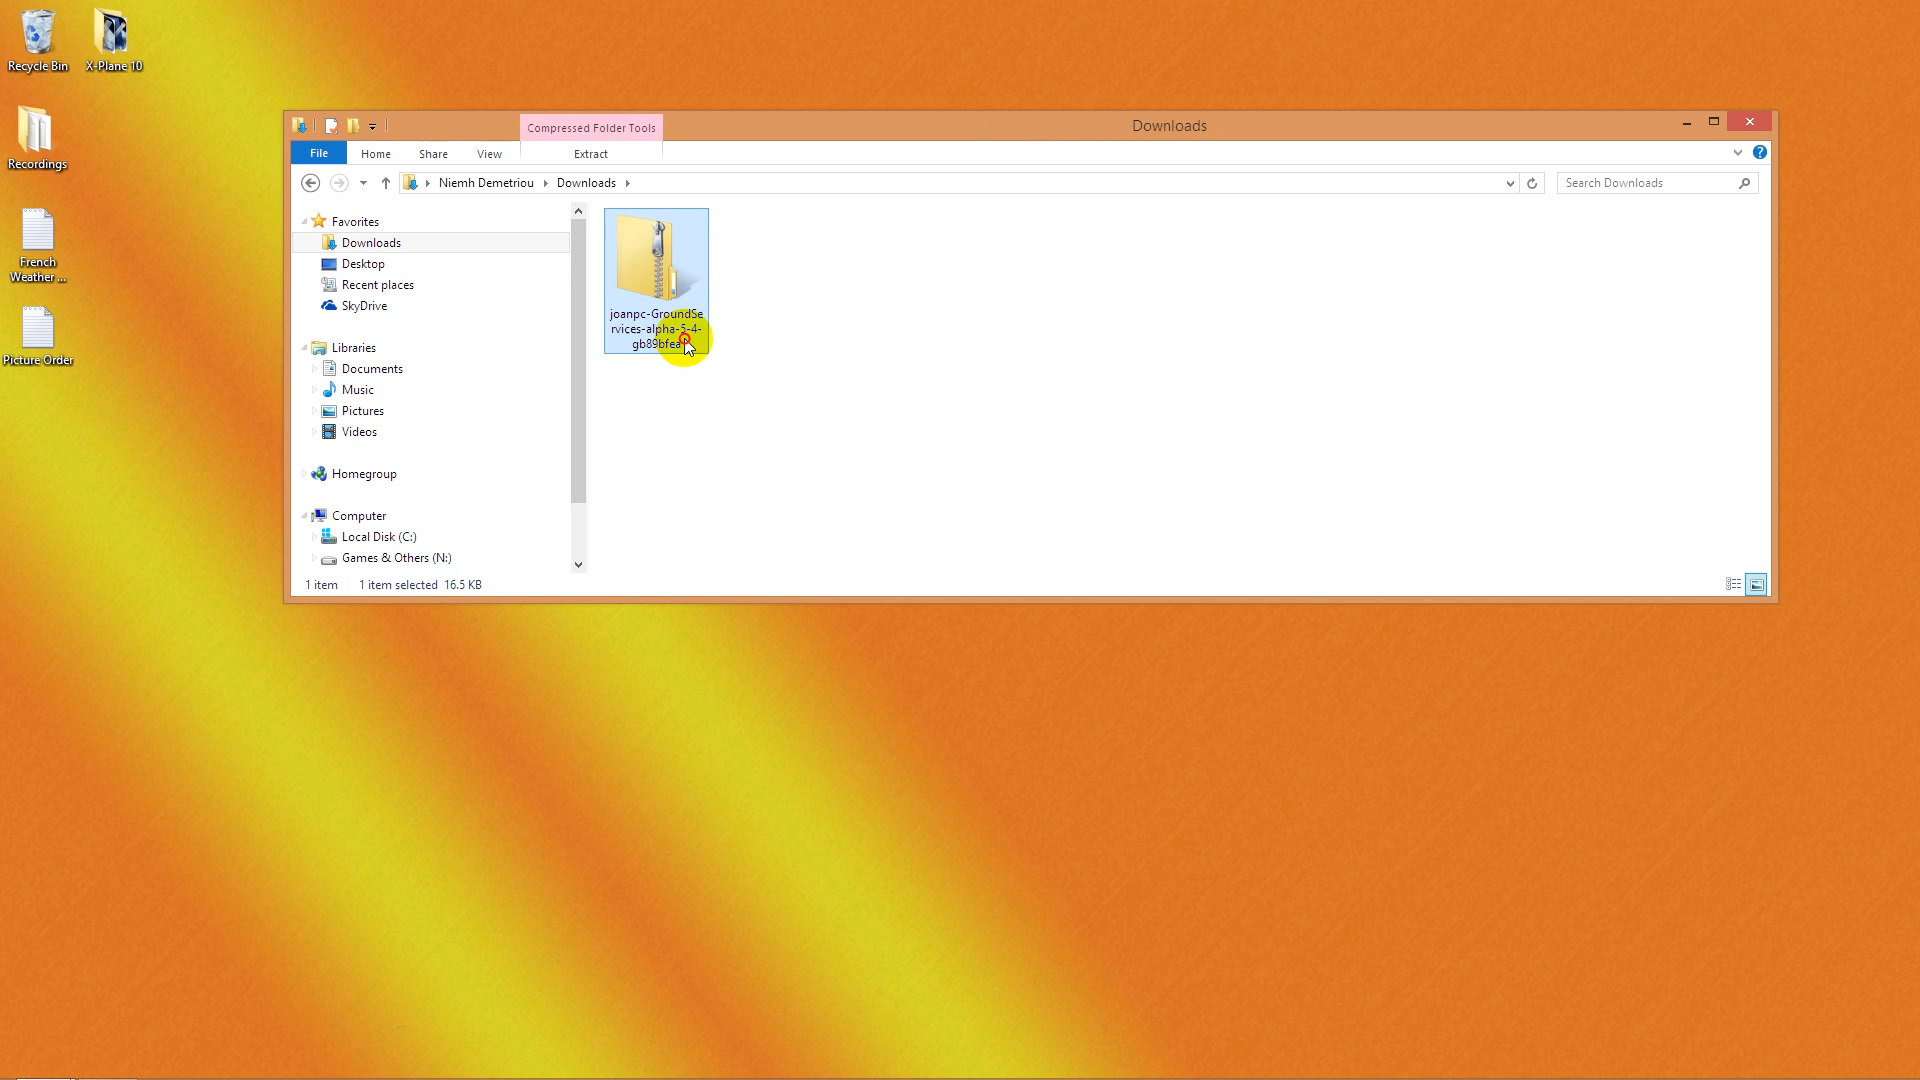 Recycle Bin
X-Plane 10
Recordings
French
Weather ...
Picture Order
Compressed Folder Tools
Downloads
File
Home
Share
View
Extract
Niemh Demetriou
Downloads
Search Downloads
Favorites
Downloads
Desktop
Recent places
SkyDrive
Libraries
Documents
Music
Pictures
Videos
Homegroup
Computer
Local Disk (C:)
Games & Others (N:)
joanpc-GroundSe
rvices-alpha-5-4-
gb89bfea
1 item
1 item selected 16.5 KB